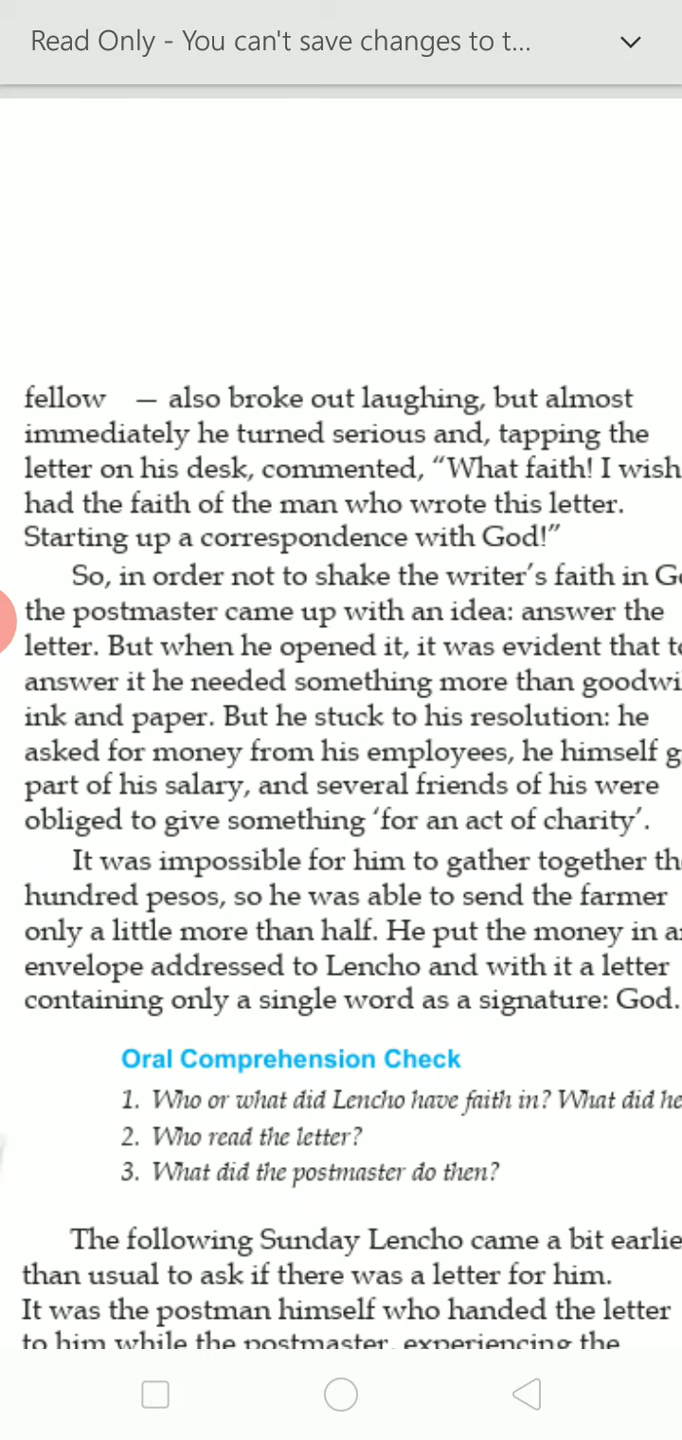 Read Only - You can't save changes to t...
fellow — also broke out laughing, but almost
immediately he turned serious and, tapping the
letter on his desk, commented, “What faith! I wish
had the faith of the man who wrote this letter.
Starting up a correspondence with God!”
So, in order not to shake the writer’s faith in
the postmaster came up with an idea: answer the
letter. But when he opened it, it was evident that
answer it he needed something more than
ink and paper. But he stuck to his resolution: he
asked for money from his employees, he himself
part of his salary, and several friends of his were
obliged to give something ‘for an act of charity’.
It was impossible for him to gather together
hundred pesos, so he was able to send the farmer
only a little more than half. He put the money in
envelope addressed to Lencho and with it a letter
containing only a single word as a signature: God.
Oral Comprehension Check
1. Who or what did Lencho have faith in? What did he
2. Who read the letter?
3. What did the postmaster do then?
The following Sunday Lencho came a bit
than usual to ask if there was a letter for him.
It was the postman himself who handed the letter
to him while the postmaster, experiencing the